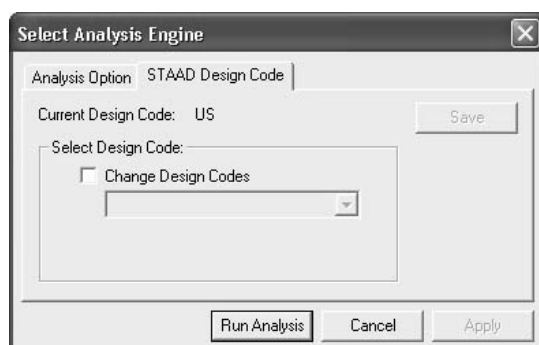 Select Analysis Engine
Analysis Option STAAD Design Code
Current Design Code: US Save
Select Design Code:
Change Design Codes
Run Analysis Cancel Apply